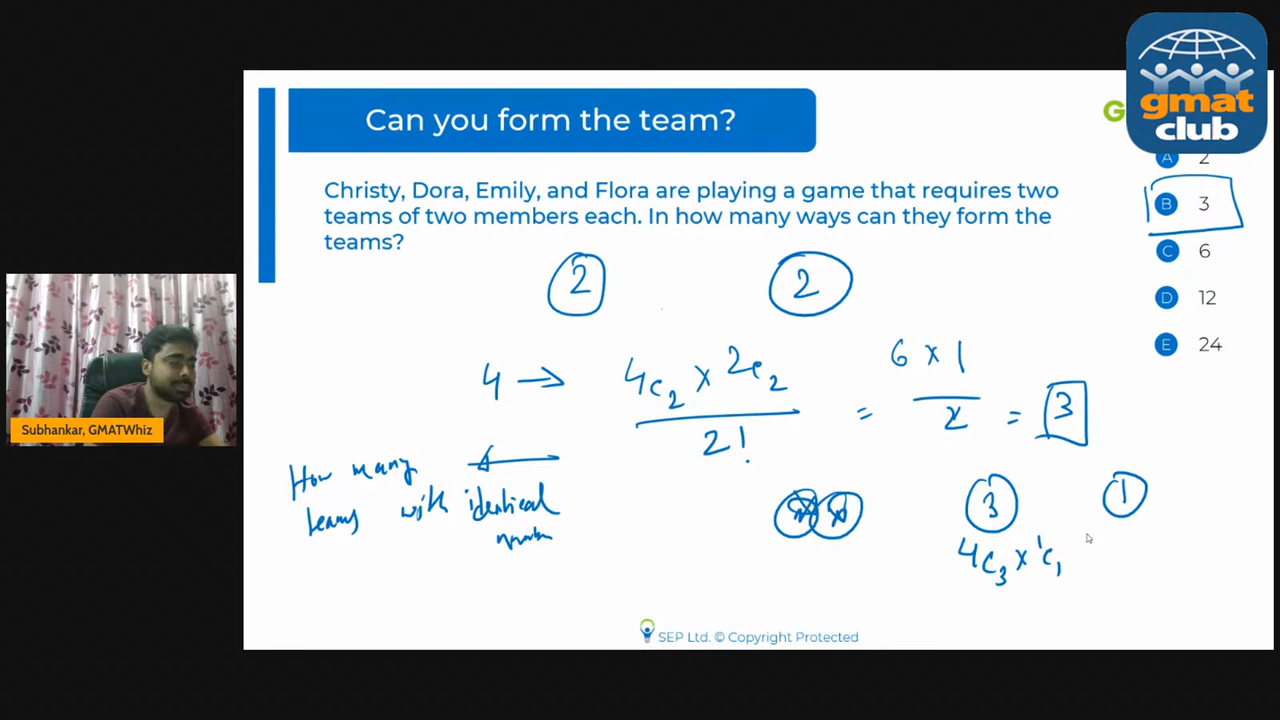 gmat
club
G
Can you form the team?
Christy, Dora, Emily, and Flora are playing a game that requires two
teams of two members each. In how many ways can they form the
teams?
A 2
B 3
C 6
D 12
E 24
2 2
4 → 4c₂ × 2c₂ / 2! = 6 × 1 / 2 = 3
How many
teams with identical
3 1
4c₃ × 1c₁
Subhankar, GMATWhiz
SEP Ltd. © Copyright Protected